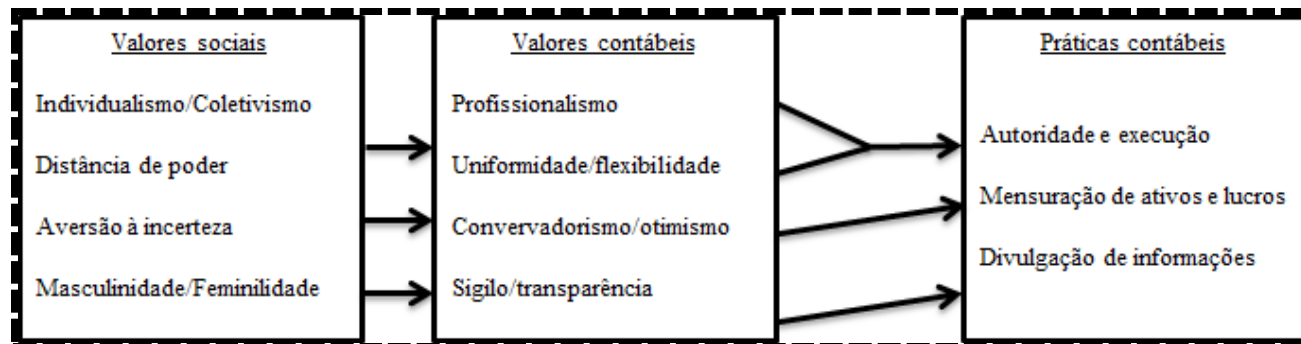 Valores sociais
Individualismo/Coletivismo
Distância de poder
Aversão à incerteza
Masculinidade/Feminilidade
Valores contábeis
Profissionalismo
Uniformidade/flexibilidade
Convervadorismo/otimismo
Sigilo/transparência
Práticas contábeis
Autoridade e execução
Mensuração de ativos e lucros
Divulgação de informações